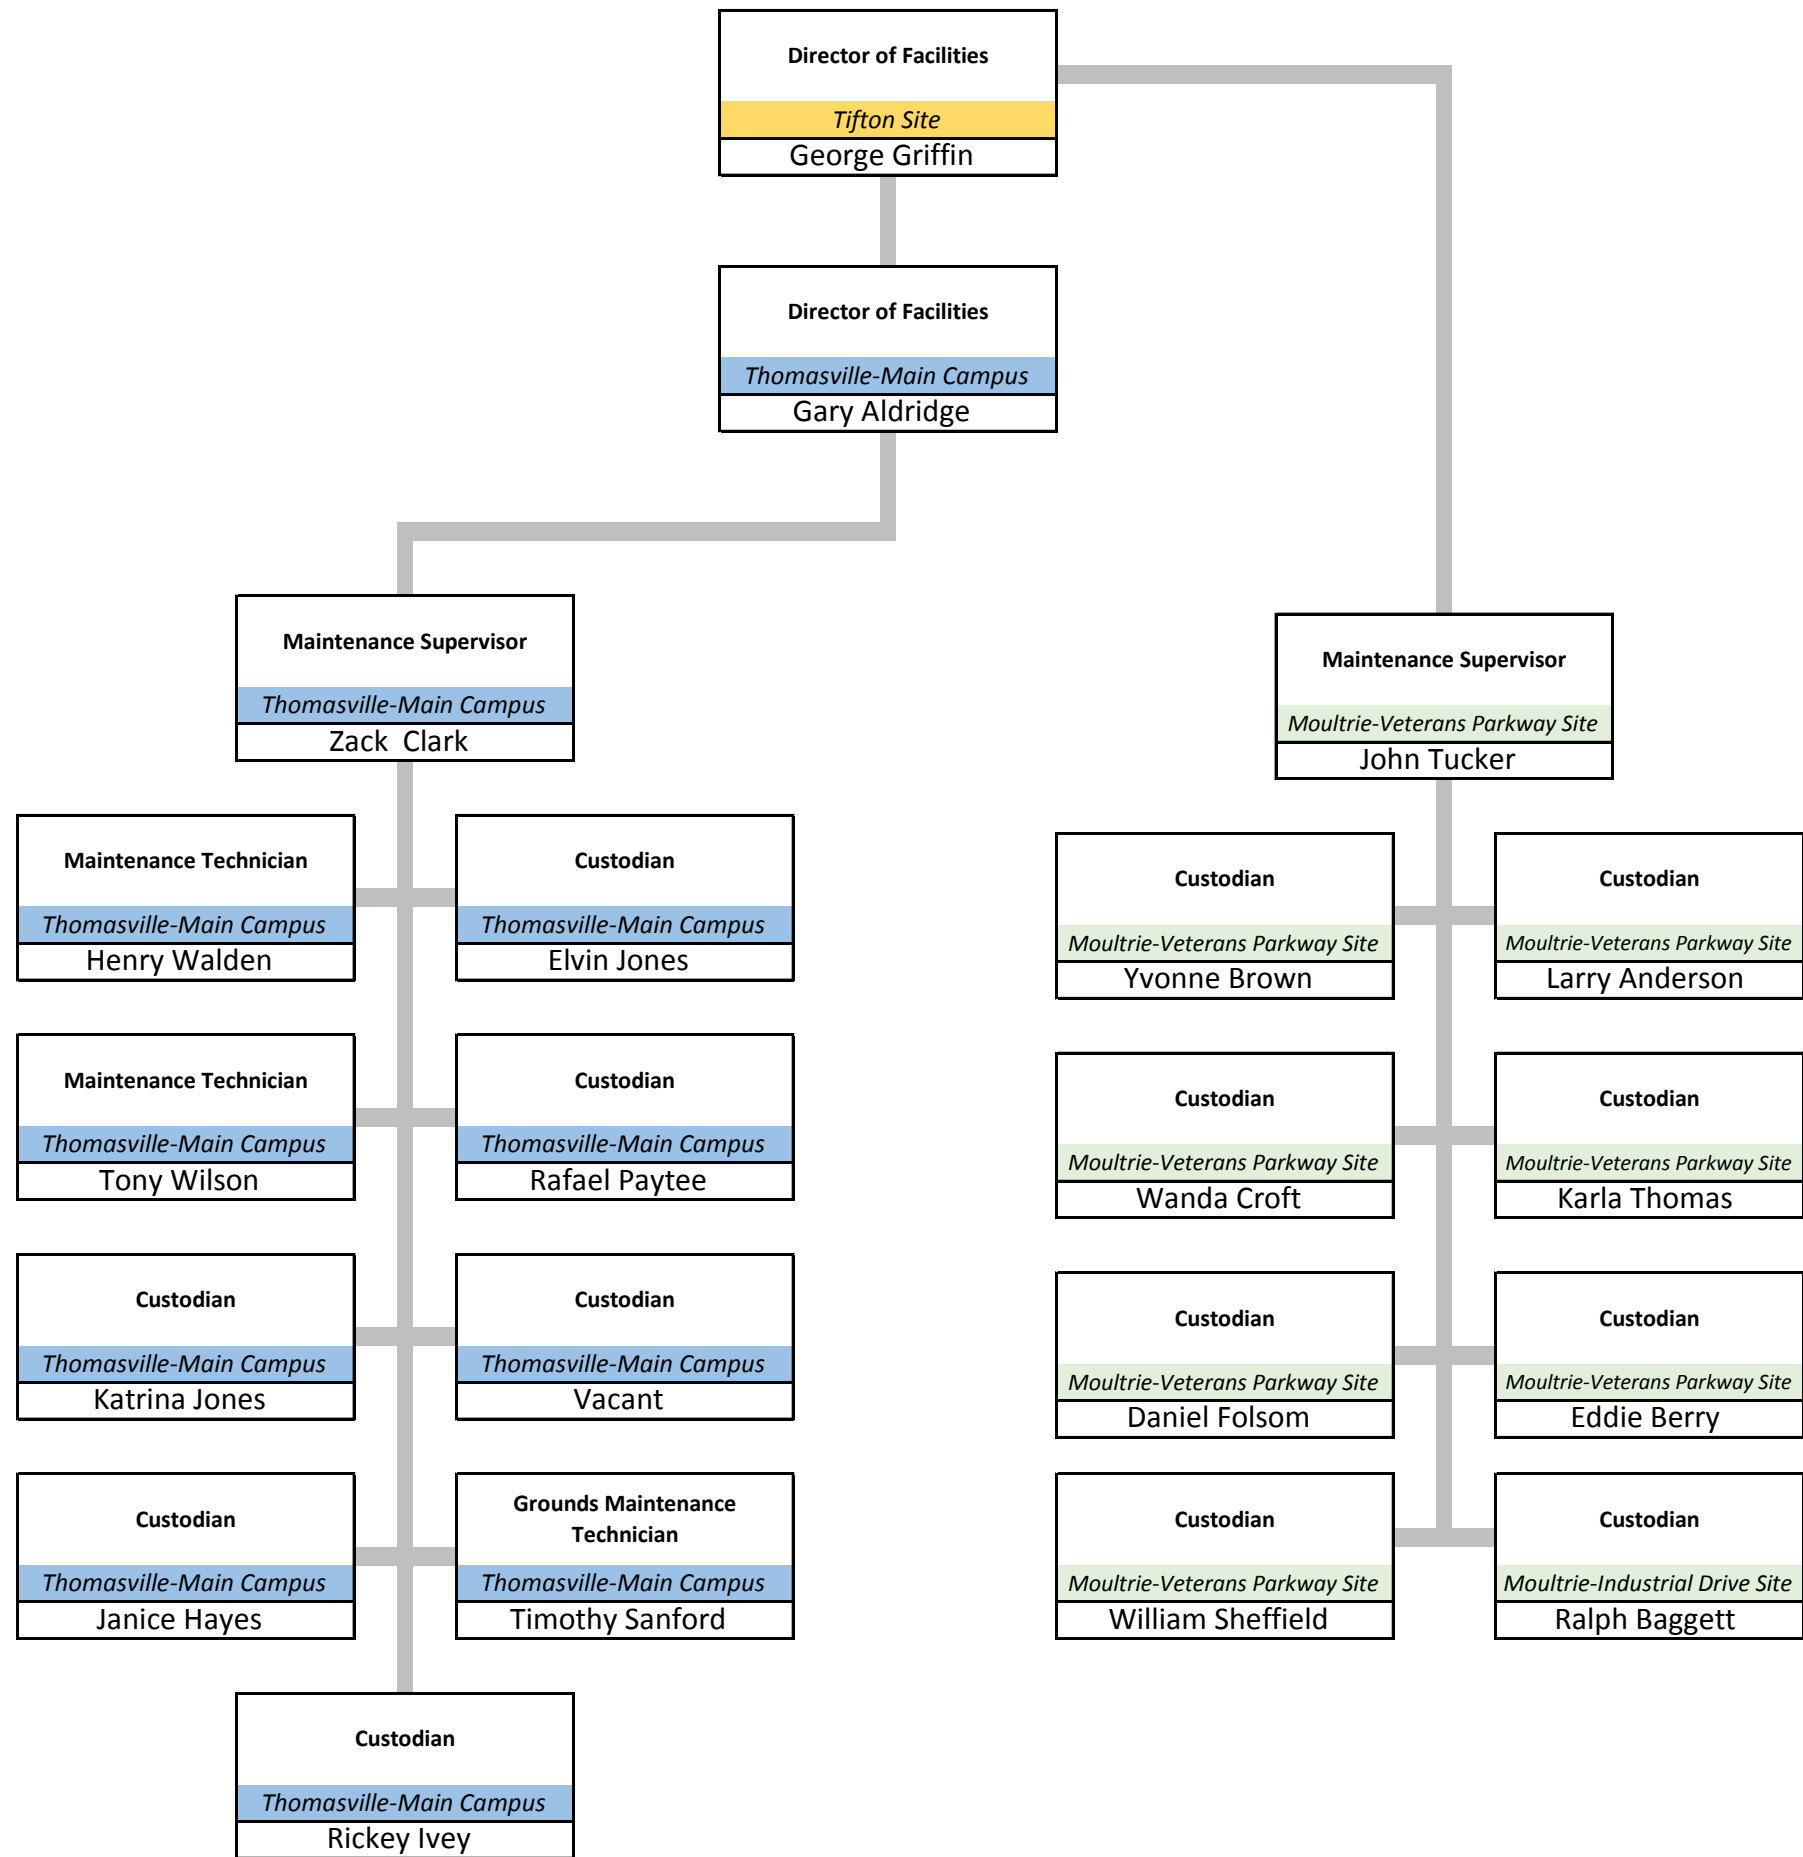 Director of Facilities
Tifton Site
George Griffin
Director of Facilities
Thomasville-Main Campus
Gary Aldridge
Maintenance Supervisor
Thomasville-Main Campus
Zack  Clark
Maintenance Supervisor
Moultrie-Veterans Parkway Site
John Tucker
Maintenance Technician
Thomasville-Main Campus
Henry Walden
Custodian
Thomasville-Main Campus
Elvin Jones
Custodian
Moultrie-Veterans Parkway Site
Yvonne Brown
Custodian
Moultrie-Veterans Parkway Site
Larry Anderson
Maintenance Technician
Thomasville-Main Campus
Tony Wilson
Custodian
Thomasville-Main Campus
Rafael Paytee
Custodian
Moultrie-Veterans Parkway Site
Wanda Croft
Custodian
Moultrie-Veterans Parkway Site
Karla Thomas
Custodian
Thomasville-Main Campus
Katrina Jones
Custodian
Thomasville-Main Campus
Vacant
Custodian
Moultrie-Veterans Parkway Site
Daniel Folsom
Custodian
Moultrie-Veterans Parkway Site
Eddie Berry
Custodian
Thomasville-Main Campus
Janice Hayes
Grounds Maintenance
Technician
Thomasville-Main Campus
Timothy Sanford
Custodian
Moultrie-Veterans Parkway Site
William Sheffield
Custodian
Moultrie-Industrial Drive Site
Ralph Baggett
Custodian
Thomasville-Main Campus
Rickey Ivey